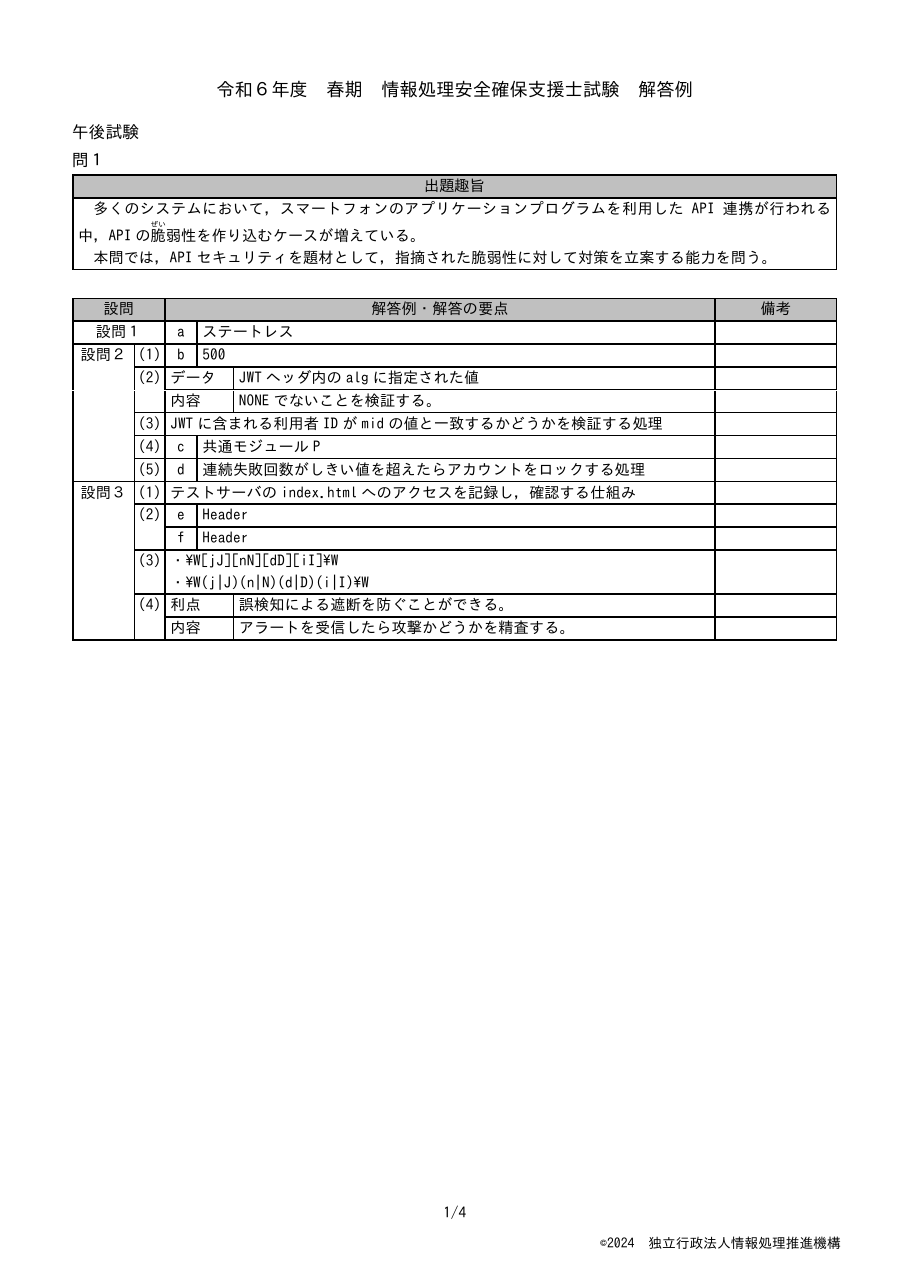 令和６年度　春期　情報処理安全確保支援士試験　解答例
午後試験
問１
出題趣旨
多くのシステムにおいて，スマートフォンのアプリケーションプログラムを利用した API 連携が行われる
ぜい
中，API の脆弱性を作り込むケースが増えている。
本問では，API セキュリティを題材として，指摘された脆弱性に対して対策を立案する能力を問う。
設問 解答例・解答の要点 備考
設問１ a ステートレス
設問２ (1) b 500
(2) データ JWT ヘッダ内の alg に指定された値
内容 NONE でないことを検証する。
(3) JWT に含まれる利用者 ID が mid の値と一致するかどうかを検証する処理
(4) c 共通モジュール P
(5) d 連続失敗回数がしきい値を超えたらアカウントをロックする処理
設問３ (1) テストサーバの index.html へのアクセスを記録し，確認する仕組み
(2) e Header
f Header
(3) ・¥W[jJ][nN][dD][iI]¥W
・¥W(j|J)(n|N)(d|D)(i|I)¥W
(4) 利点 誤検知による遮断を防ぐことができる。
内容 アラートを受信したら攻撃かどうかを精査する。
1/4
©2024　独立行政法人情報処理推進機構